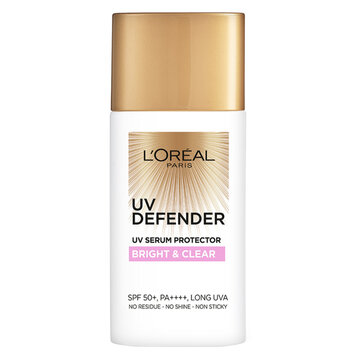 L'ORÉAL
PARIS
UV
DEFENDER
UV SERUM PROTECTOR
BRIGHT & CLEAR
SPF 50+, PA++++, LONG UVA
NO RESIDUE - NO SHINE - NON STICKY